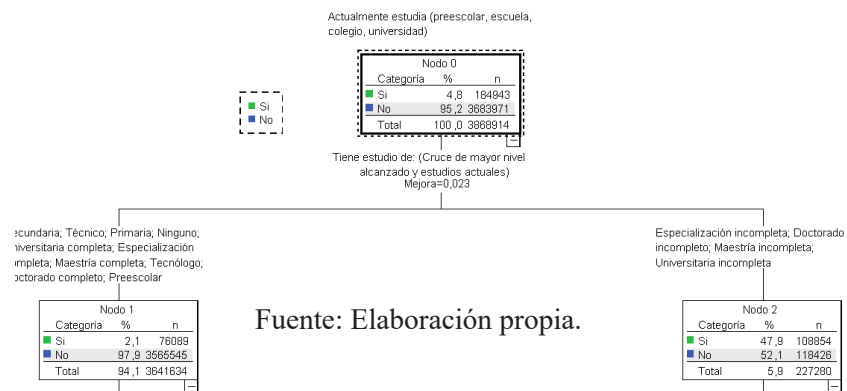 Actualmente estudia (preescolar, escuela,
colegio, universidad)
Nodo 0
Categoría % n
Si 4,8 184943
No 95,2 3683971
Total 100,0 3868914
Si
No
Tiene estudio de: (Cruce de mayor nivel
alcanzado y estudios actuales)
Mejora=0,023
Técnico; Primaria; Ninguno;
completa; Especialización
Maestría completa; Tecnólogo;
completo; Preescolar
Nodo 1
Categoría % n
Si 2,1 76089
No 97,9 3565545
Total 94,1 3641634
Fuente: Elaboración propia.
Especialización incompleta; Doctorado
incompleto; Maestría incompleta;
Universitaria incompleta
Nodo 2
Categoría % n
Si 47,9 108854
No 52,1 118426
Total 5,9 227280